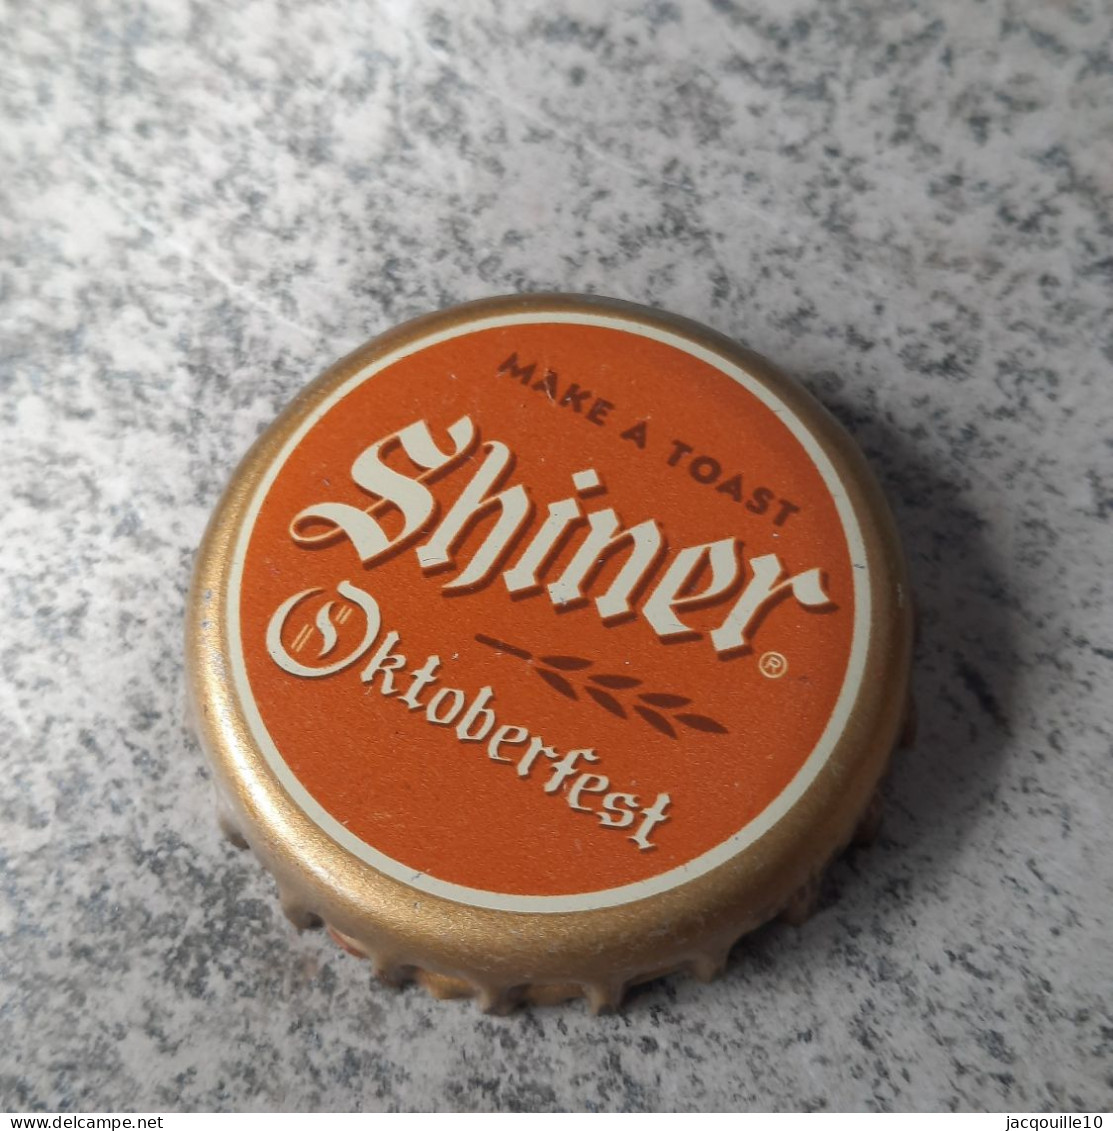 MAKE A TOAST
Shiner®
Oktoberfest
www.delcampe.net
jacquouille10